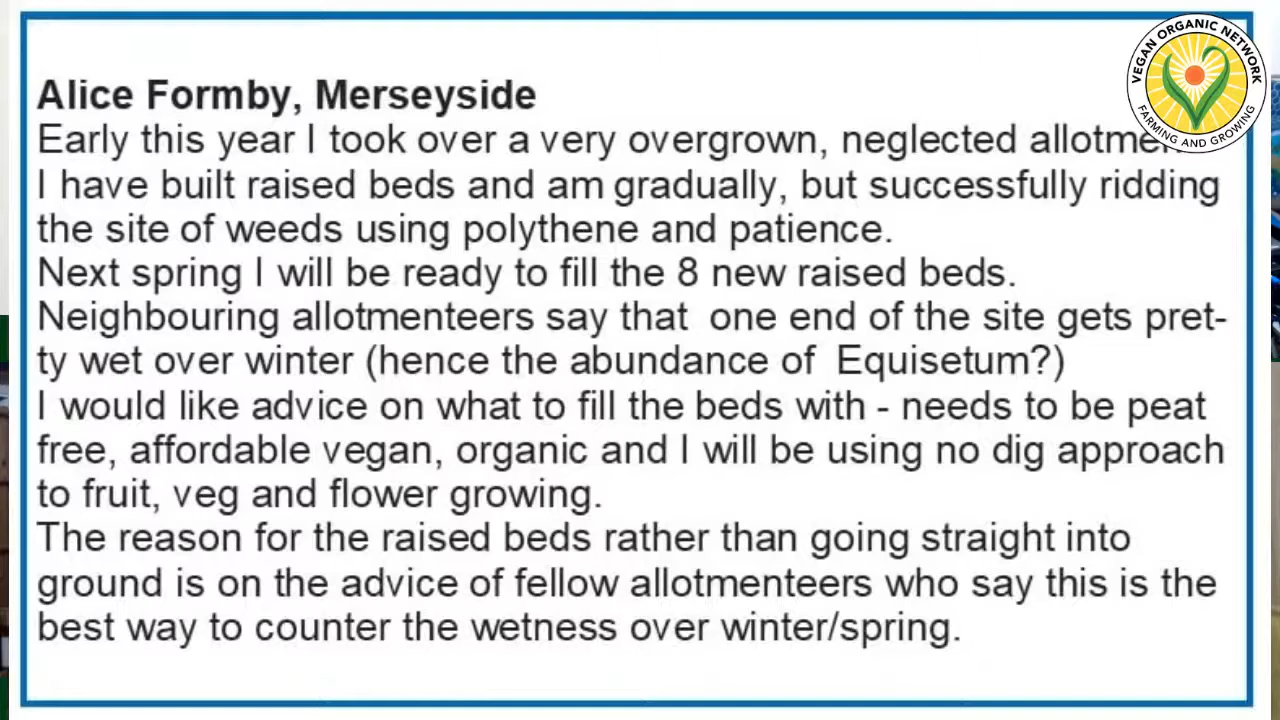 VEGAN ORGANIC NETWORK
FARMING AND GROWING
Alice Formby, Merseyside
Early this year I took over a very overgrown, neglected
I have built raised beds and am gradually, but successfully ridding
the site of weeds using polythene and patience.
Next spring I will be ready to fill the 8 new raised beds.
Neighbouring allotmenteers say that one end of the site gets pret-
ty wet over winter (hence the abundance of Equisetum?)
I would like advice on what to fill the beds with - needs to be peat
free, affordable vegan, organic and I will be using no dig approach
to fruit, veg and flower growing.
The reason for the raised beds rather than going straight into
ground is on the advice of fellow allotmenteers who say this is the
best way to counter the wetness over winter/spring.